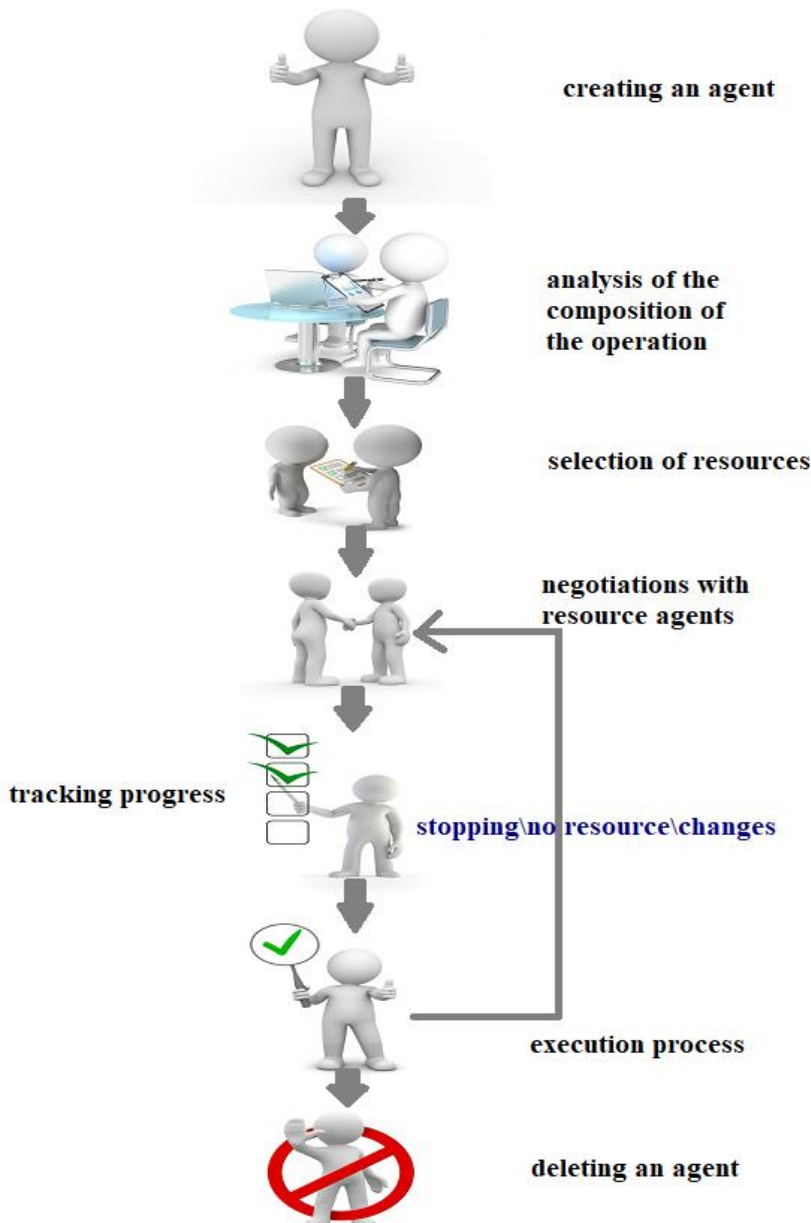 creating an agent
analysis of the
composition of
the operation
selection of resources
negotiations with
resource agents
tracking progress
stopping\no resource\changes
execution process
deleting an agent